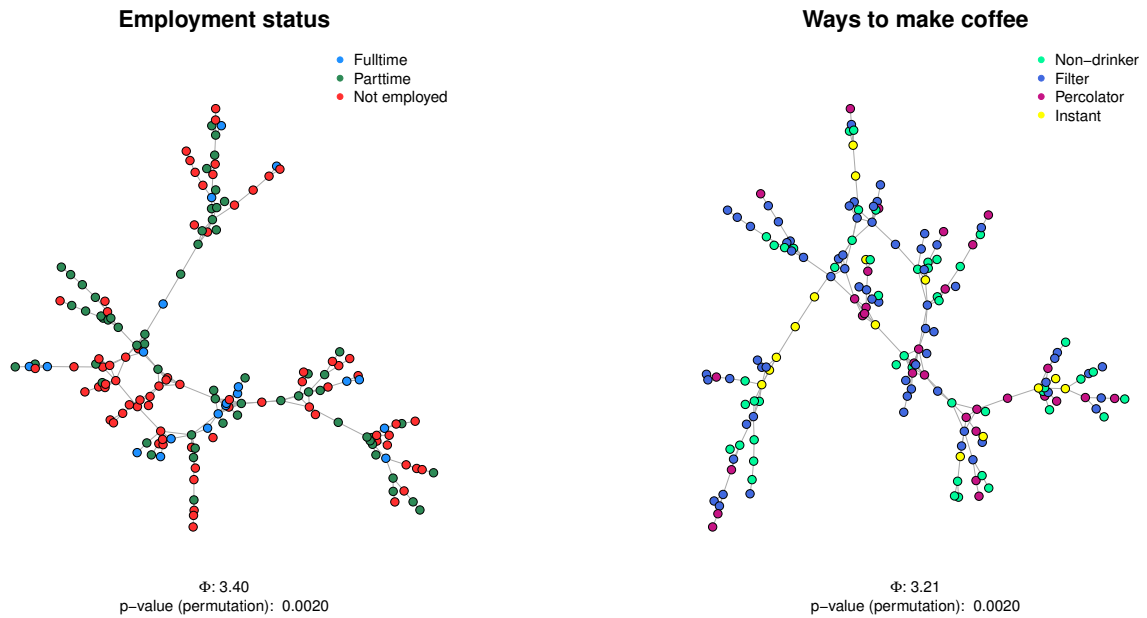 Employment status
Fulltime
Parttime
Not employed
Φ: 3.40
p−value (permutation):  0.0020
Ways to make coffee
Non−drinker
Filter
Percolator
Instant
Φ: 3.21
p−value (permutation):  0.0020